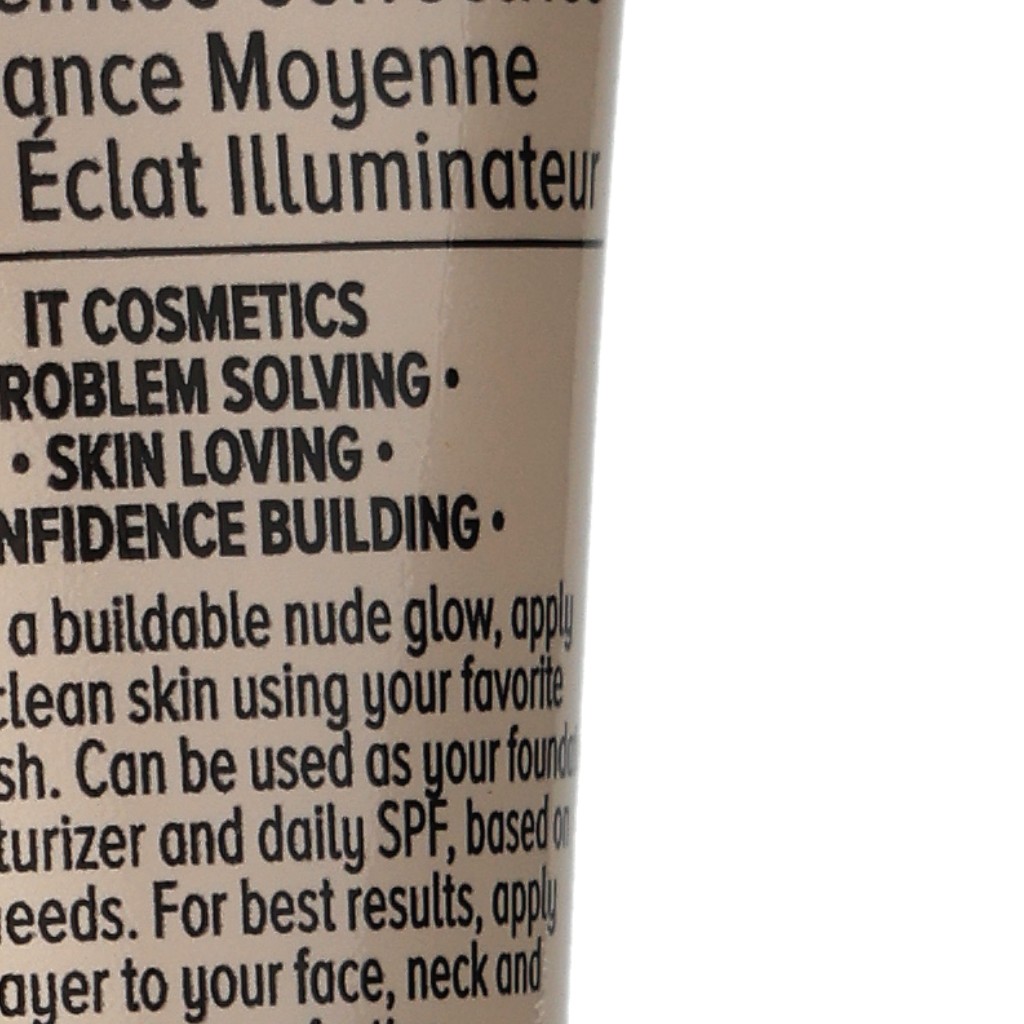 ance Moyenne
Éclat Illuminateur
IT COSMETICS
ROBLEM SOLVING •
• SKIN LOVING •
NFIDENCE BUILDING •
a buildable nude glow, apply
clean skin using your favorite
sh. Can be used as your founda
turizer and daily SPF, based on
needs. For best results, apply
ayer to your face, neck and